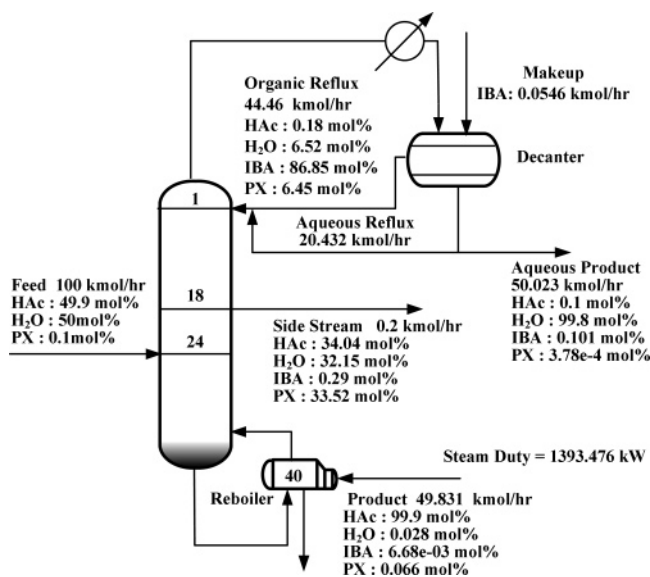 Organic Reflux
44.46 kmol/hr
HAc : 0.18 mol%
H₂O : 6.52 mol%
IBA : 86.85 mol%
PX : 6.45 mol%
Makeup
IBA: 0.0546 kmol/hr
Decanter
1
Aqueous Reflux
20.432 kmol/hr
Feed 100 kmol/hr
HAc : 49.9 mol%
H₂O : 50mol%
PX : 0.1mol%
18
24
Aqueous Product
50.023 kmol/hr
HAc : 0.1 mol%
H₂O : 99.8 mol%
IBA : 0.101 mol%
PX : 3.78e-4 mol%
Side Stream 0.2 kmol/hr
HAc : 34.04 mol%
H₂O : 32.15 mol%
IBA : 0.29 mol%
PX : 33.52 mol%
Steam Duty = 1393.476 kW
40
Reboiler
Product 49.831 kmol/hr
HAc : 99.9 mol%
H₂O : 0.028 mol%
IBA : 6.68e-03 mol%
PX : 0.066 mol%